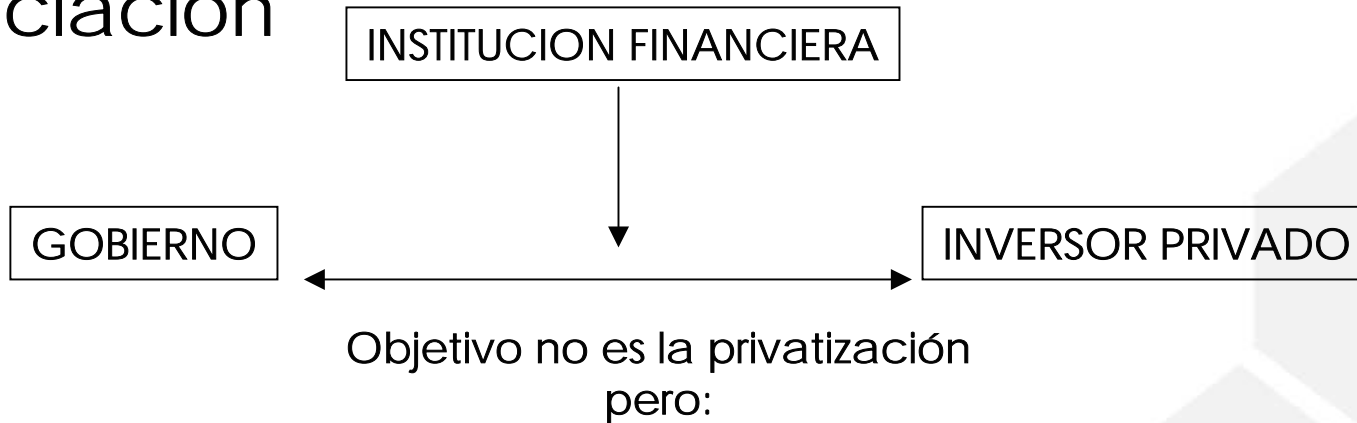 ciación
INSTITUCION FINANCIERA
GOBIERNO
INVERSOR PRIVADO
Objetivo no es la privatización
pero: